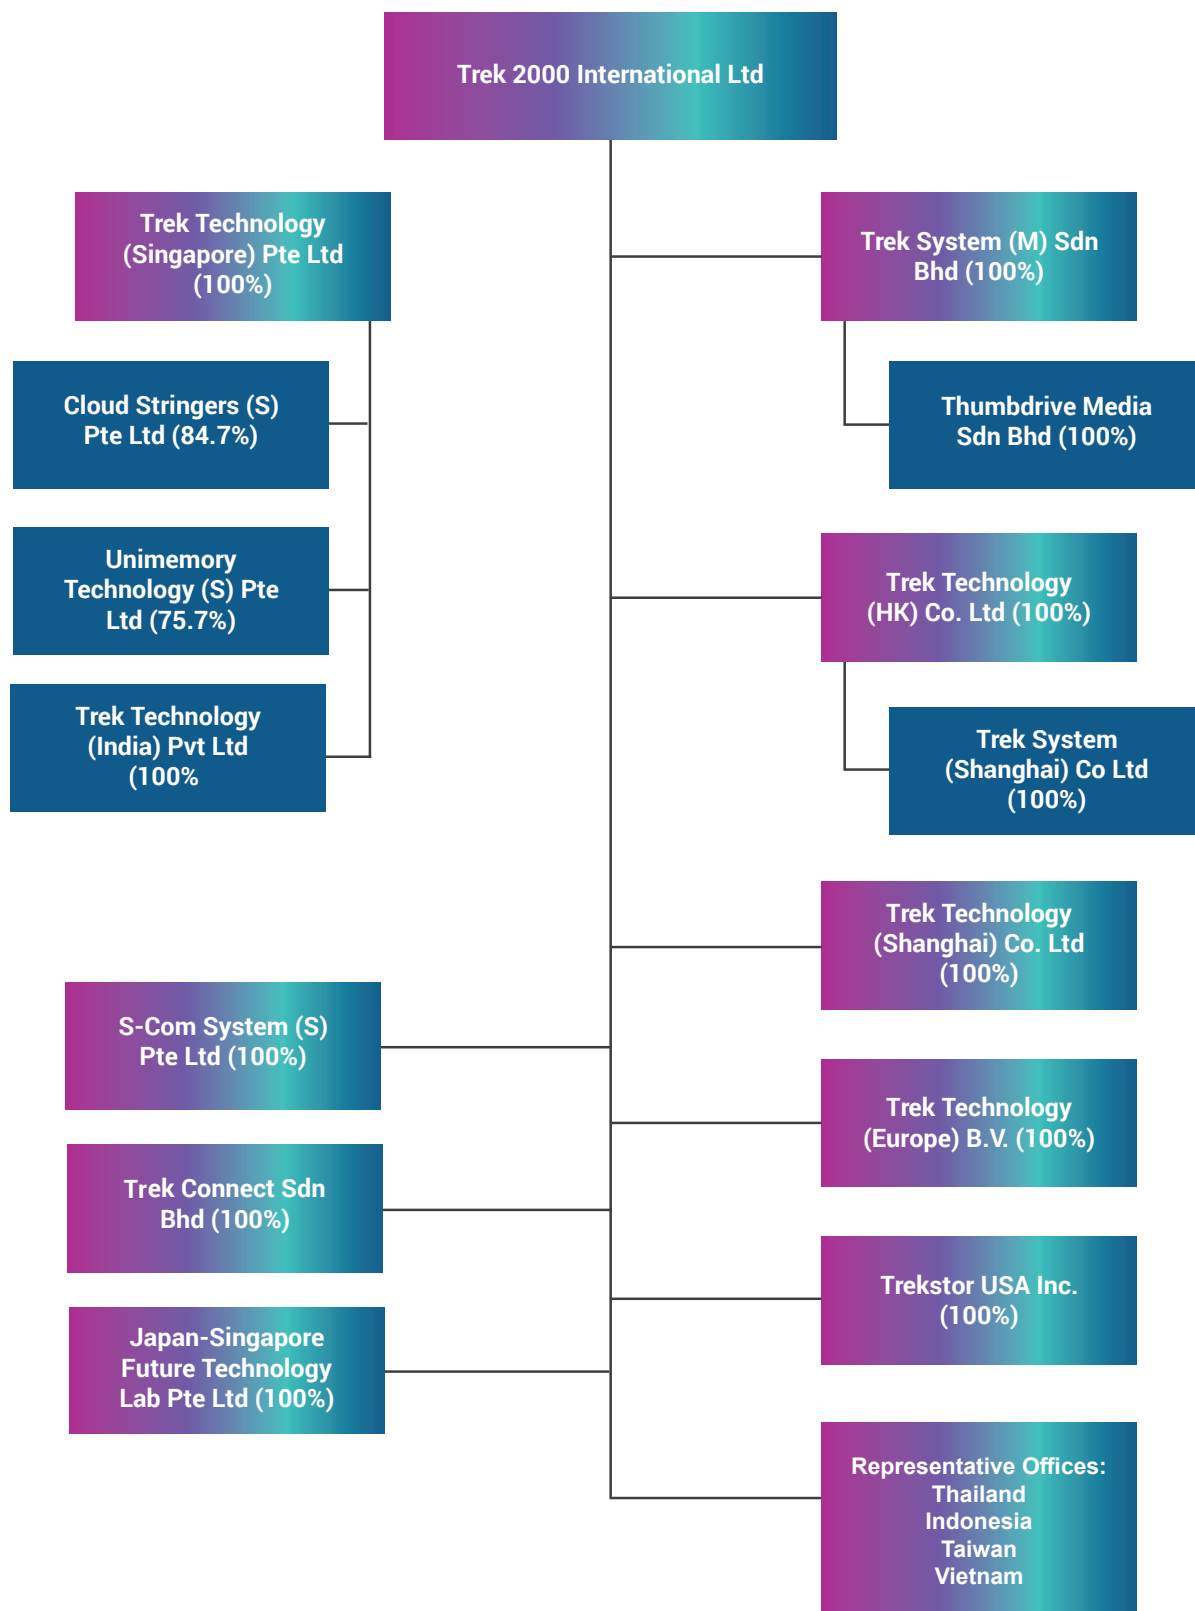 Trek 2000 International Ltd
Trek Technology
(Singapore) Pte Ltd
(100%)
Cloud Stringers (S)
Pte Ltd (84.7%)
Unimemory
Technology (S) Pte
Ltd (75.7%)
Trek Technology
(India) Pvt Ltd
(100%
S-Com System (S)
Pte Ltd (100%)
Trek Connect Sdn
Bhd (100%)
Japan-Singapore
Future Technology
Lab Pte Ltd (100%)
Trek System (M) Sdn
Bhd (100%)
Thumbdrive Media
Sdn Bhd (100%)
Trek Technology
(HK) Co. Ltd (100%)
Trek System
(Shanghai) Co Ltd
(100%)
Trek Technology
(Shanghai) Co. Ltd
(100%)
Trek Technology
(Europe) B.V. (100%)
Trekstor USA Inc.
(100%)
Representative Offices:
Thailand
Indonesia
Taiwan
Vietnam